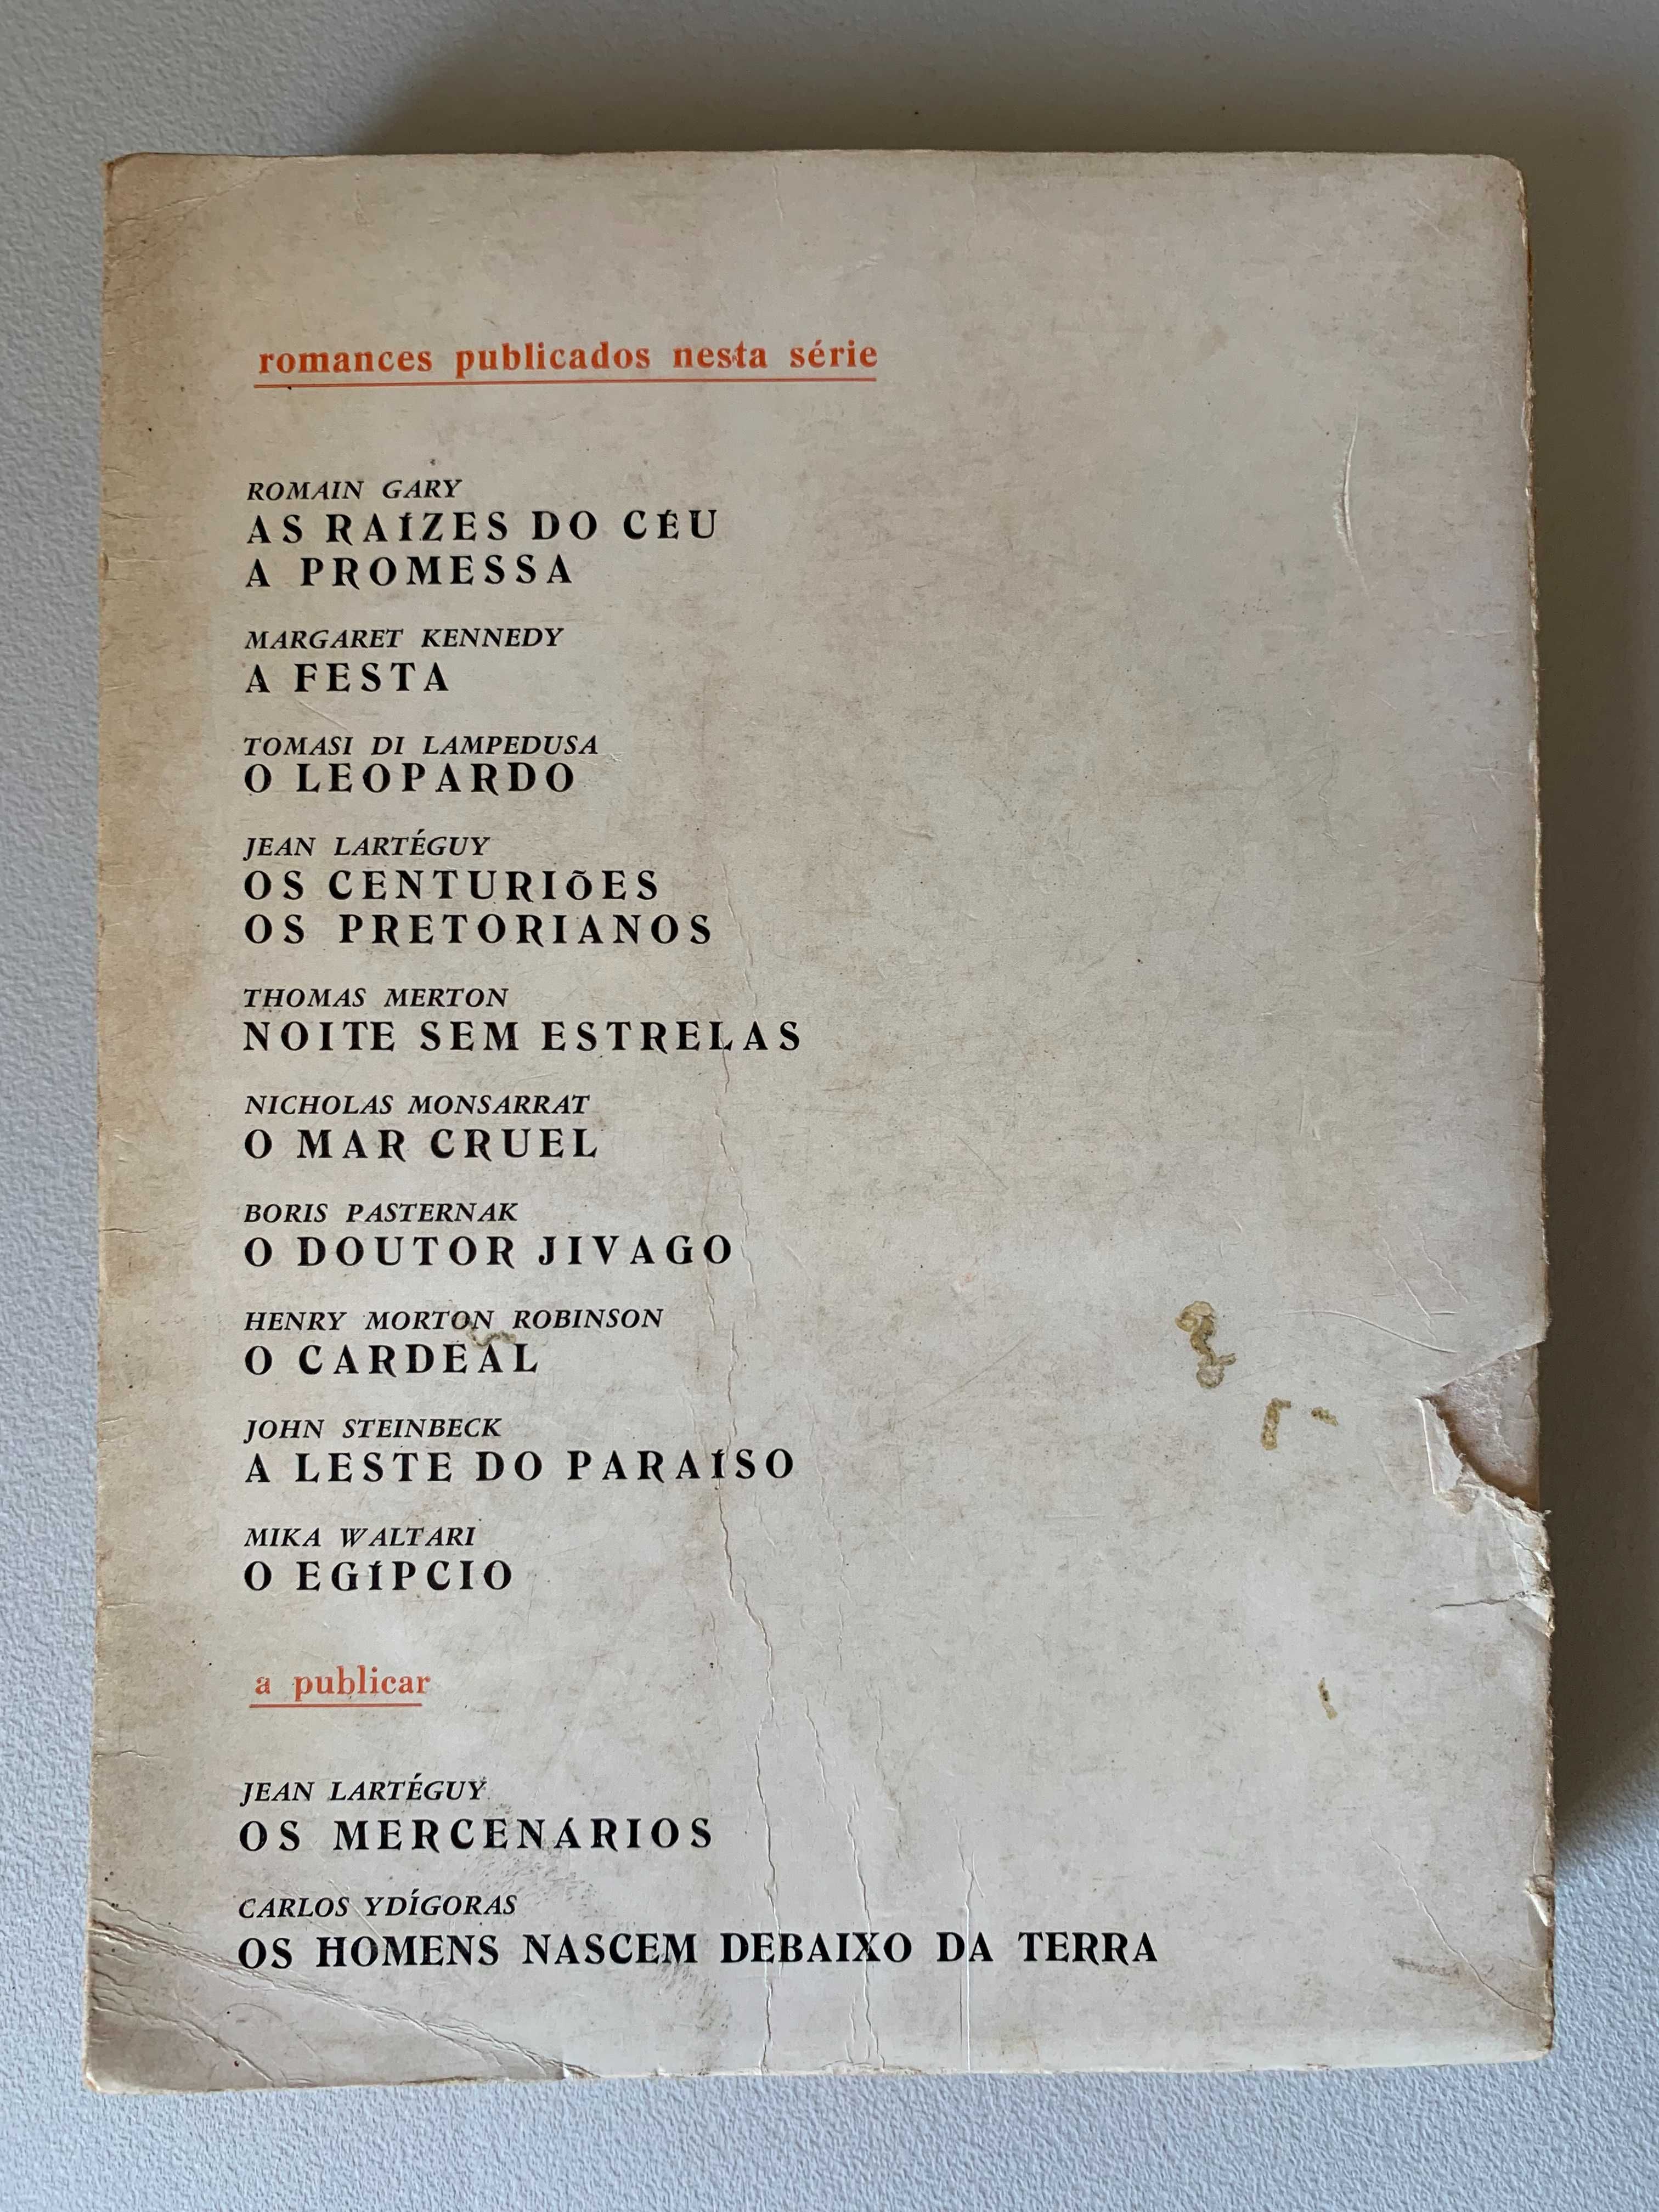 romances publicados nesta série
ROMAIN GARY
AS RAÍZES DO CÉU
A PROMESSA
MARGARET KENNEDY
A FESTA
TOMASI DI LAMPEDUSA
O LEOPARDO
JEAN LARTÉGUY
OS CENTURIÕES
OS PRETORIANOS
THOMAS MERTON
NOITE SEM ESTRELAS
NICHOLAS MONSARRAT
O MAR CRUEL
BORIS PASTERNAK
O DOUTOR JIVAGO
HENRY MORTON ROBINSON
O CARDEAL
JOHN STEINBECK
A LESTE DO PARAÍSO
MIKA WALTARI
O EGÍPCIO
a publicar
JEAN LARTÉGUY
OS MERCENÁRIOS
CARLOS YDÍGORAS
OS HOMENS NASCEM DEBAIXO DA TERRA